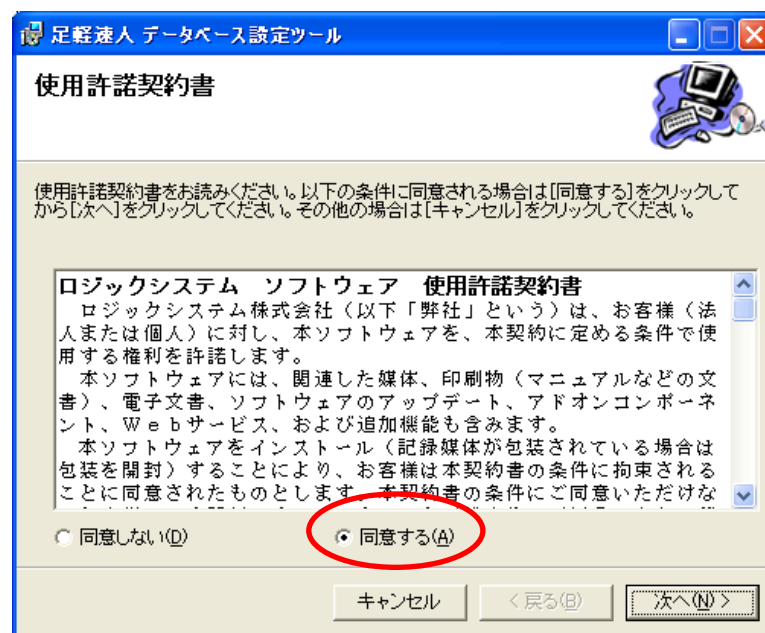 足軽速人 データベース設定ツール
使用許諾契約書
使用許諾契約書をお読みください。以下の条件に同意される場合は[同意する]をクリックして
から[次へ]をクリックしてください。その他の場合は[キャンセル]をクリックしてください。
ロジックシステム ソフトウェア 使用許諾契約書
ロジックシステム株式会社（以下「弊社」という）は、お客様（法
人または個人）に対し、本ソフトウェアを、本契約に定める条件で使
用する権利を許諾します。
本ソフトウェアには、関連した媒体、印刷物（マニュアルなどの文
書）、電子文書、ソフトウェアのアップデート、アドオンコンポーネ
ント、Ｗｅｂサービス、および追加機能も含みます。
本ソフトウェアをインストール（記録媒体が包装されている場合は
包装を開封）することにより、お客様は本契約書の条件に拘束される
ことに同意されたものとします。本契約書の条件にご同意いただけな
同意しない(D)
同意する(A)
キャンセル
< 戻る(B)
次へ(N) >